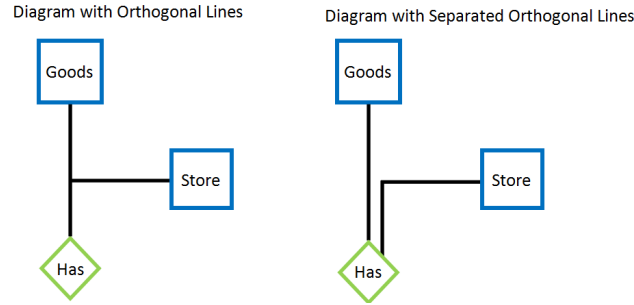 Diagram with Orthogonal Lines
Goods
Store
Has
Diagram with Separated Orthogonal Lines
Goods
Store
Has